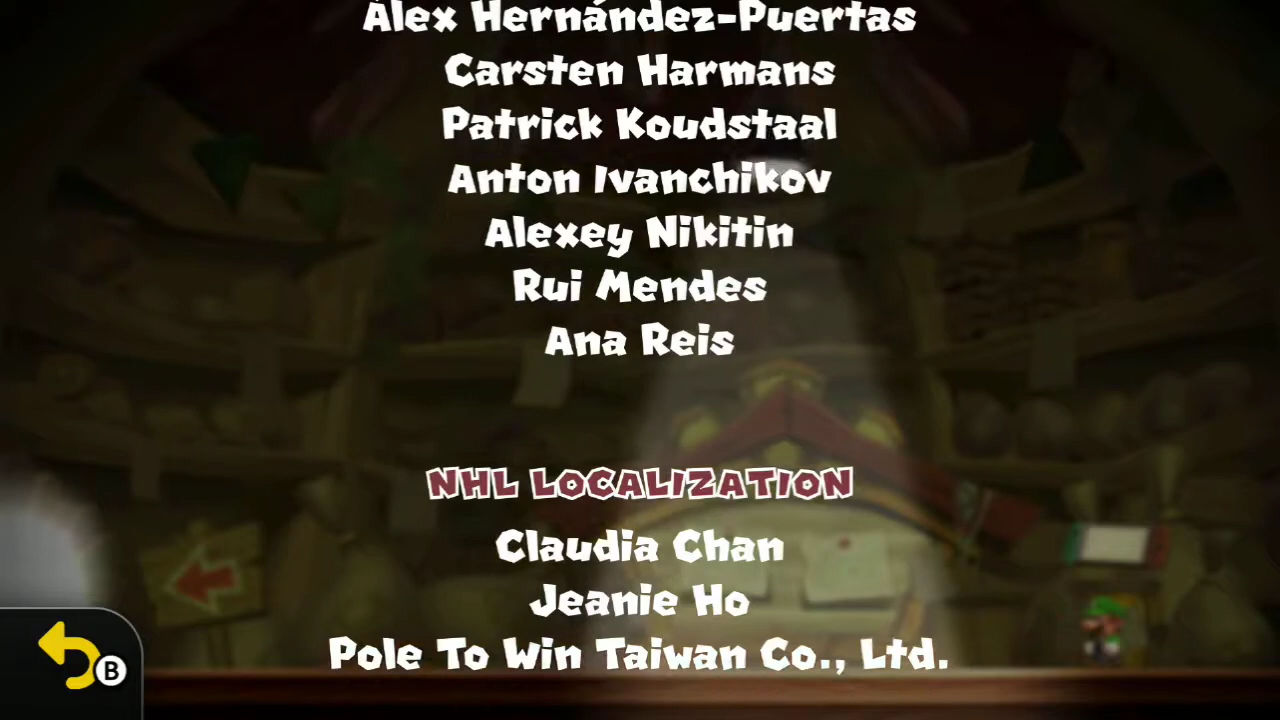 Álex Hernández-Puertas
Carsten Harmans
Patrick Koudstaal
Anton Ivanchikov
Alexey Nikitin
Rui Mendes
Ana Reis
NHL LOCALIZATION
Claudia Chan
Jeanie Ho
Pole To Win Taiwan Co., Ltd.
B